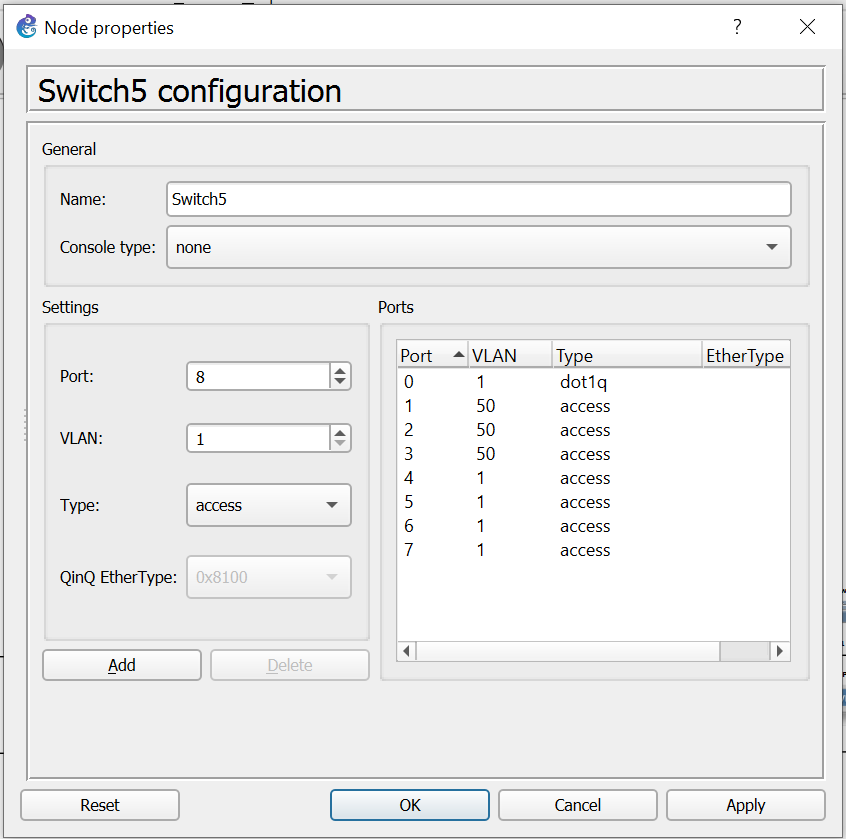 Node properties
?
Switch5 configuration
General
Name: Switch5
Console type: none
Settings
Port: 8
VLAN: 1
Type: access
QinQ EtherType: 0x8100
Add Delete
Ports
Port VLAN Type EtherType
0 1 dot1q
1 50 access
2 50 access
3 50 access
4 1 access
5 1 access
6 1 access
7 1 access
Reset OK Cancel Apply